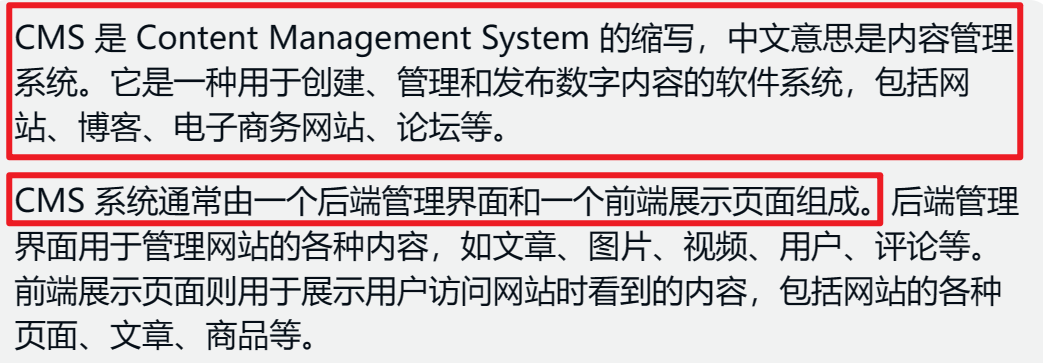 CMS 是 Content Management System 的缩写，中文意思是内容管理
系统。它是一种用于创建、管理和发布数字内容的软件系统，包括网
站、博客、电子商务网站、论坛等。
CMS 系统通常由一个后端管理界面和一个前端展示页面组成。后端管理
界面用于管理网站的各种内容，如文章、图片、视频、用户、评论等。
前端展示页面则用于展示用户访问网站时看到的内容，包括网站的各种
页面、文章、商品等。